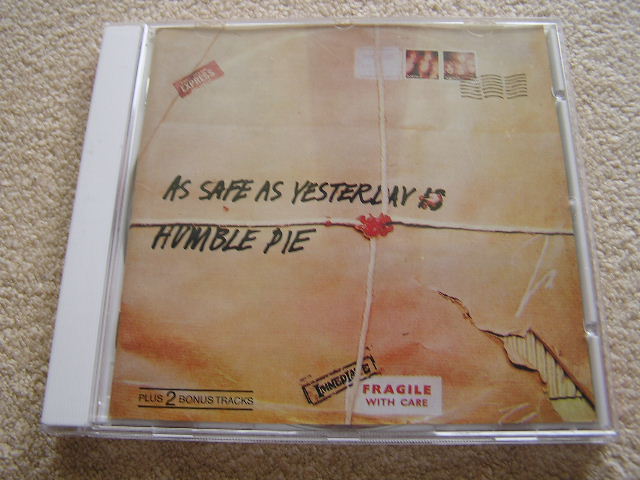 EXPRESS
AS SAFE AS YESTERDAY IS
HUMBLE PIE
IMMEDIATE
FRAGILE
WITH CARE
PLUS 2 BONUS TRACKS